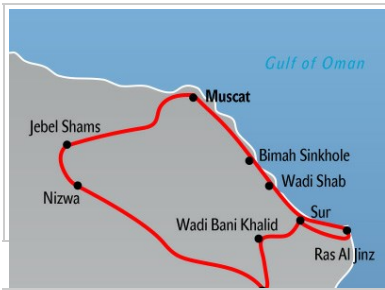 Gulf of Oman
Muscat
Jebel Shams
Bimah Sinkhole
Wadi Shab
Nizwa
Sur
Wadi Bani Khalid
Ras Al Jinz